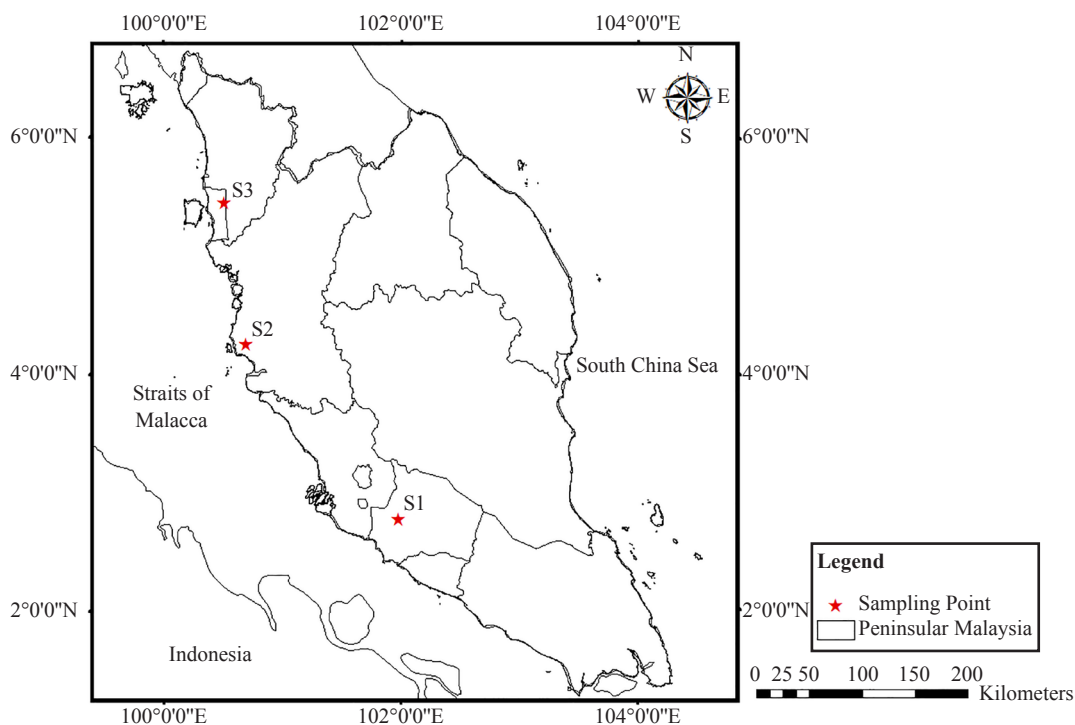 100°0'0"E 102°0'0"E 104°0'0"E
N
W E
S
6°0'0"N 6°0'0"N
S3
S2
South China Sea
4°0'0"N 4°0'0"N
Straits of
Malacca
S1
Legend
Sampling Point
Peninsular Malaysia
2°0'0"N 2°0'0"N
Indonesia
0 25 50 100 150 200
Kilometers
100°0'0"E 102°0'0"E 104°0'0"E